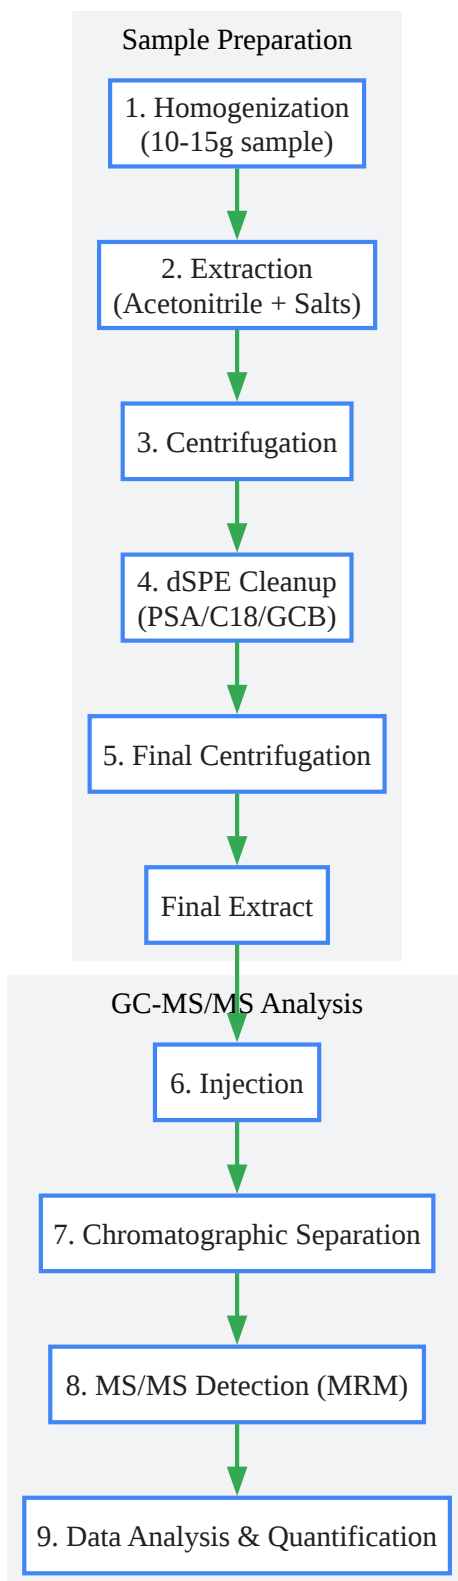 Sample Preparation
1. Homogenization
(10-15g sample)
2. Extraction
(Acetonitrile + Salts)
3. Centrifugation
4. dSPE Cleanup
(PSA/C18/GCB)
5. Final Centrifugation
Final Extract
GC-MS/MS Analysis
6. Injection
7. Chromatographic Separation
8. MS/MS Detection (MRM)
9. Data Analysis & Quantification